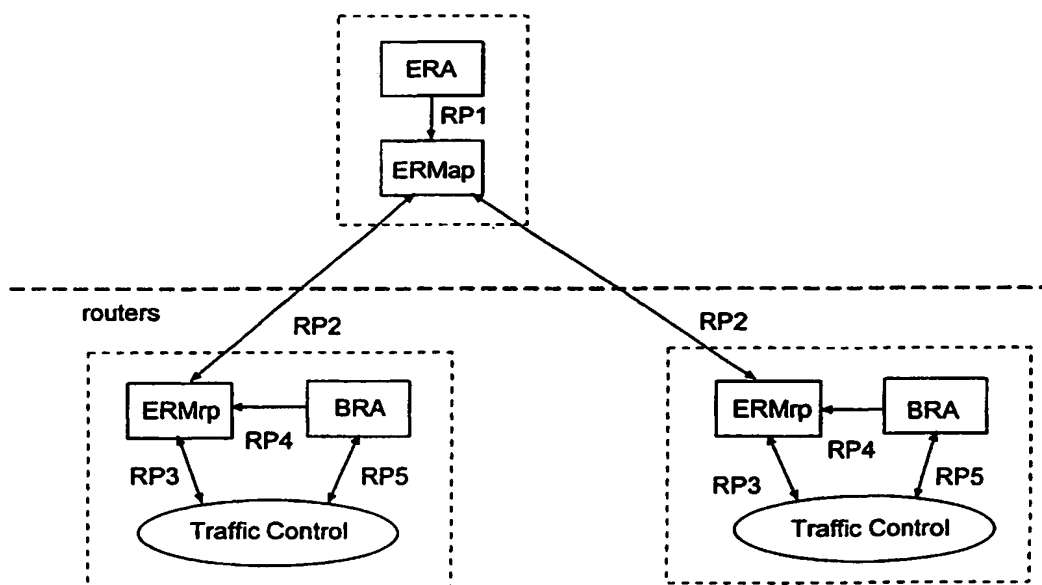 ERA
RP1
ERMap
routers
RP2
RP2
ERMrp
BRA
RP4
RP3
RP5
Traffic Control
ERMrp
BRA
RP4
RP3
RP5
Traffic Control